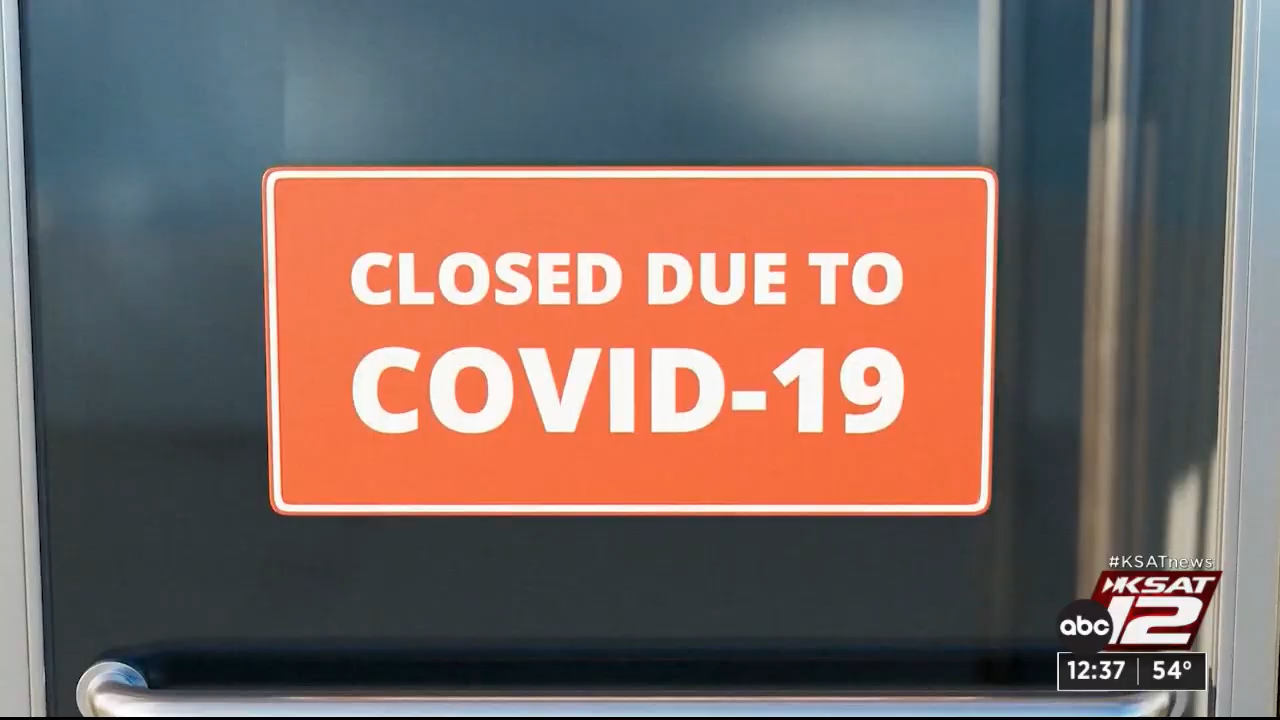 CLOSED DUE TO
COVID-19
#KSATnews
KSAT
abc 12
12:37 54°